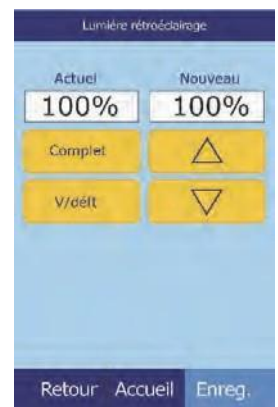 Lumière rétroéclairage
Actuel Nouveau
100% 100%
Complet
V/délt
Retour Accueil Enreg.